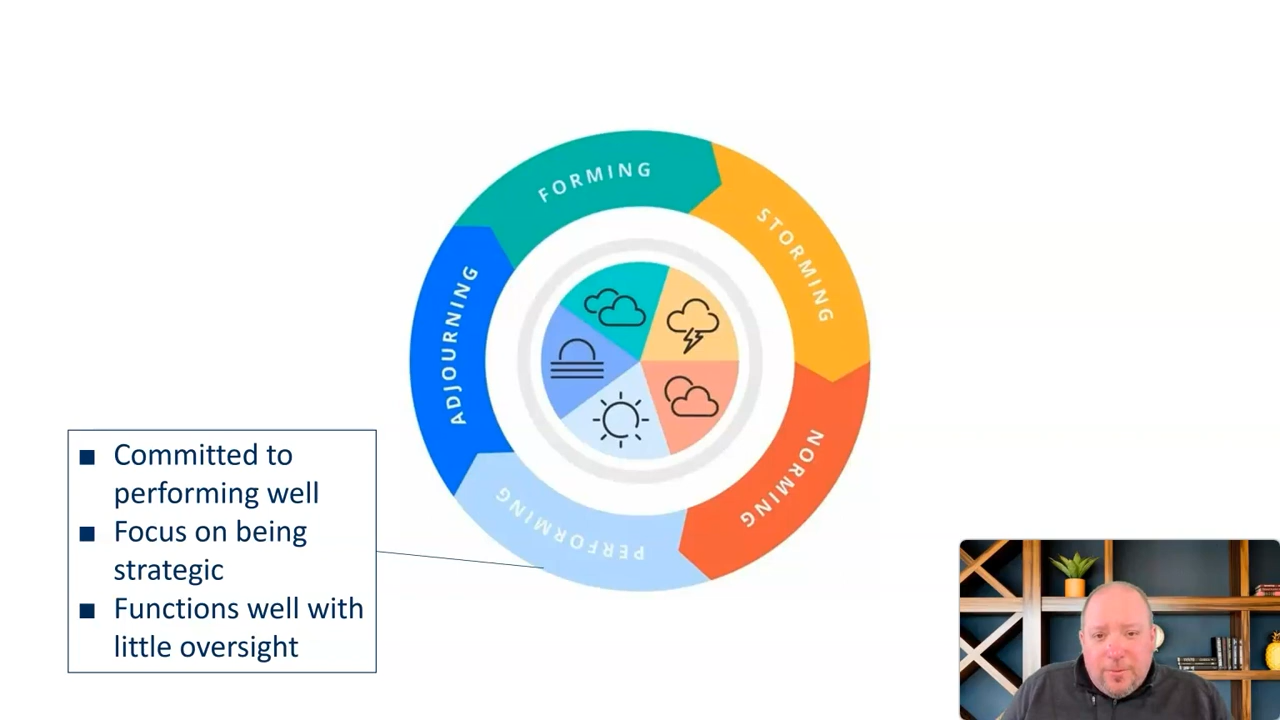 FORMING
STORMING
NORMING
PERFORMING
ADJOURNING
■ Committed to
performing well
■ Focus on being
strategic
■ Functions well with
little oversight